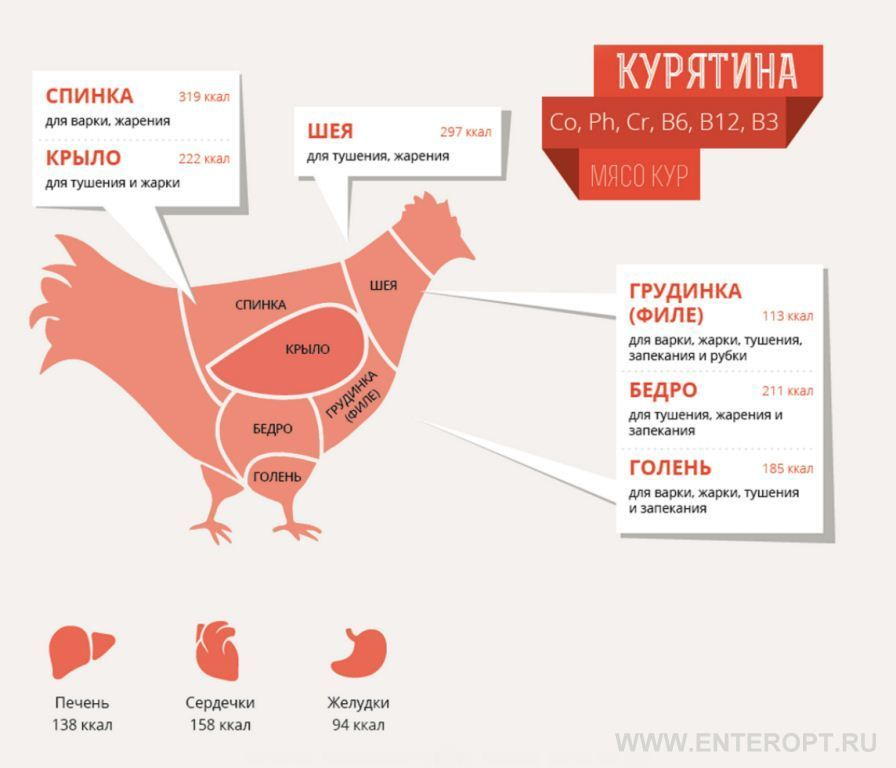 КУРЯТИНА
Co, Ph, Cr, B6, B12, B3
МЯСО КУР
СПИНКА 319 ккал
для варки, жарения
КРЫЛО 222 ккал
для тушения и жарки
ШЕЯ 297 ккал
для тушения, жарения
ГРУДИНКА
(ФИЛЕ) 113 ккал
для варки, жарки, тушения,
запекания и рубки
БЕДРО 211 ккал
для тушения, жарения и
запекания
ГОЛЕНЬ 185 ккал
для варки, жарки, тушения
и запекания
СПИНКА
ШЕЯ
КРЫЛО
ГРУДИНКА
(ФИЛЕ)
БЕДРО
ГОЛЕНЬ
Печень
138 ккал
Сердечки
158 ккал
Желудки
94 ккал
WWW.ENTEROPT.RU